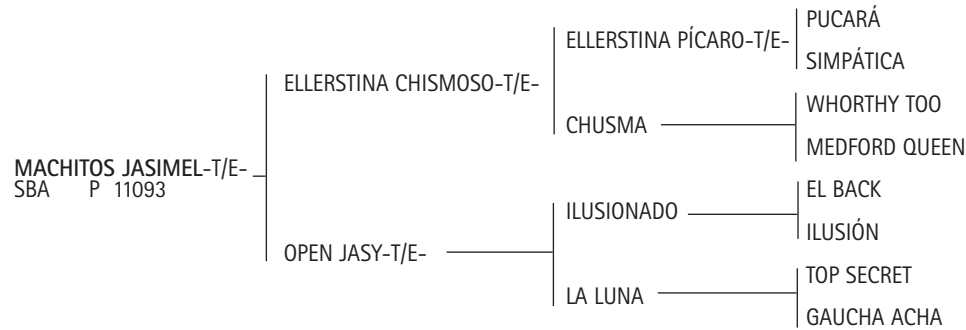 PUCARÁ
ELLERSTINA PÍCARO-T/E-
SIMPÁTICA
ELLERSTINA CHISMOSO-T/E-
WHORTHY TOO
CHUSMA
MEDFORD QUEEN
MACHITOS JASIMEL-T/E-
SBA P 11093
EL BACK
ILUSIONADO
ILUSIÓN
OPEN JASY-T/E-
TOP SECRET
LA LUNA
GAUCHA ACHA